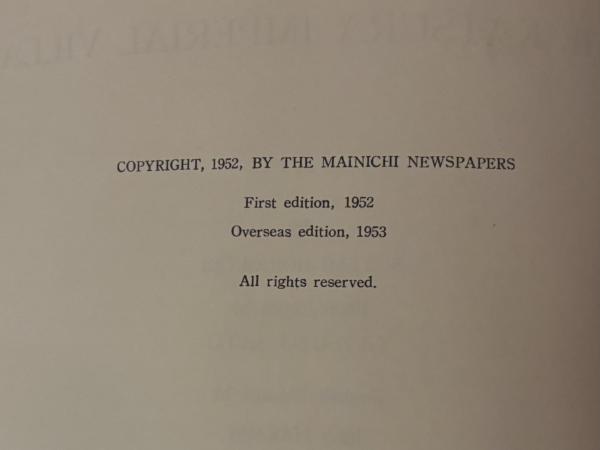 COPYRIGHT, 1952, BY THE MAINICHI NEWSPAPERS
First edition, 1952
Overseas edition, 1953
All rights reserved.